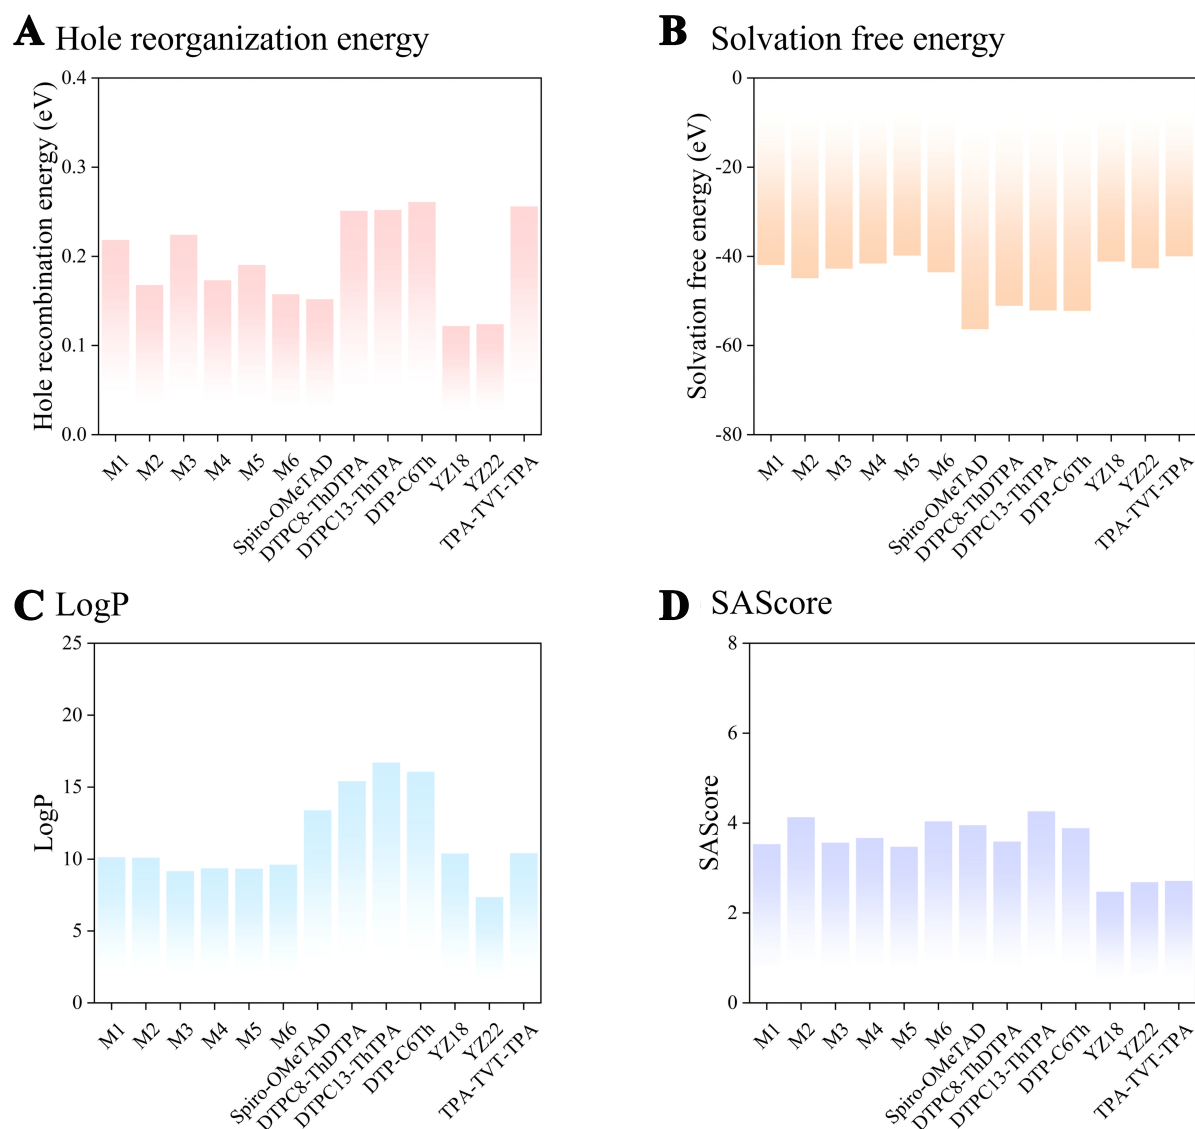 A Hole reorganization energy
Hole recombination energy (eV)
0.4
0.3
0.2
0.1
0.0
M1
M2
M3
M4
M5
M6
Spiro-OMeTAD
DTPC8-ThDTPA
DTPC13-ThTPA
DTP-C6Th
YZ18
YZ22
TPA-TVT-TPA
B Solvation free energy
Solvation free energy (eV)
0
-20
-40
-60
-80
M1
M2
M3
M4
M5
M6
Spiro-OMeTAD
DTPC8-ThDTPA
DTPC13-ThTPA
DTP-C6Th
YZ18
YZ22
TPA-TVT-TPA
C LogP
LogP
25
20
15
10
5
0
M1
M2
M3
M4
M5
M6
Spiro-OMeTAD
DTPC8-ThDTPA
DTPC13-ThTPA
DTP-C6Th
YZ18
YZ22
TPA-TVT-TPA
D SAScore
SAScore
8
6
4
2
0
M1
M2
M3
M4
M5
M6
Spiro-OMeTAD
DTPC8-ThDTPA
DTPC13-ThTPA
DTP-C6Th
YZ18
YZ22
TPA-TVT-TPA